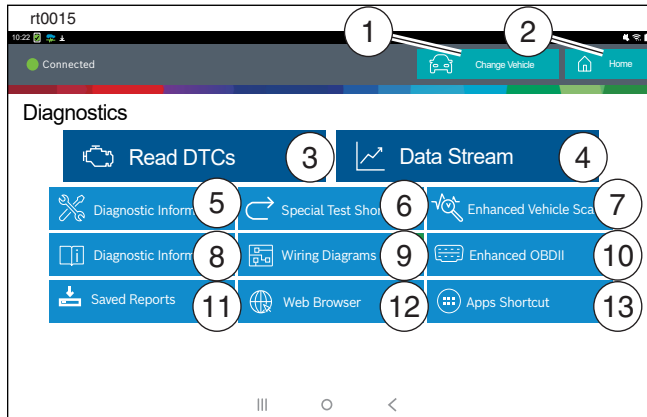 rt0015
10:22
1
2
Connected
Change Vehicle
Home
Diagnostics
Read DTCs
3
Data Stream
4
Diagnostic Inform
5
Special Test Sho
6
Enhanced Vehicle Sca
7
Diagnostic Inform
8
Wiring Diagrams
9
Enhanced OBDII
10
Saved Reports
11
Web Browser
12
Apps Shortcut
13